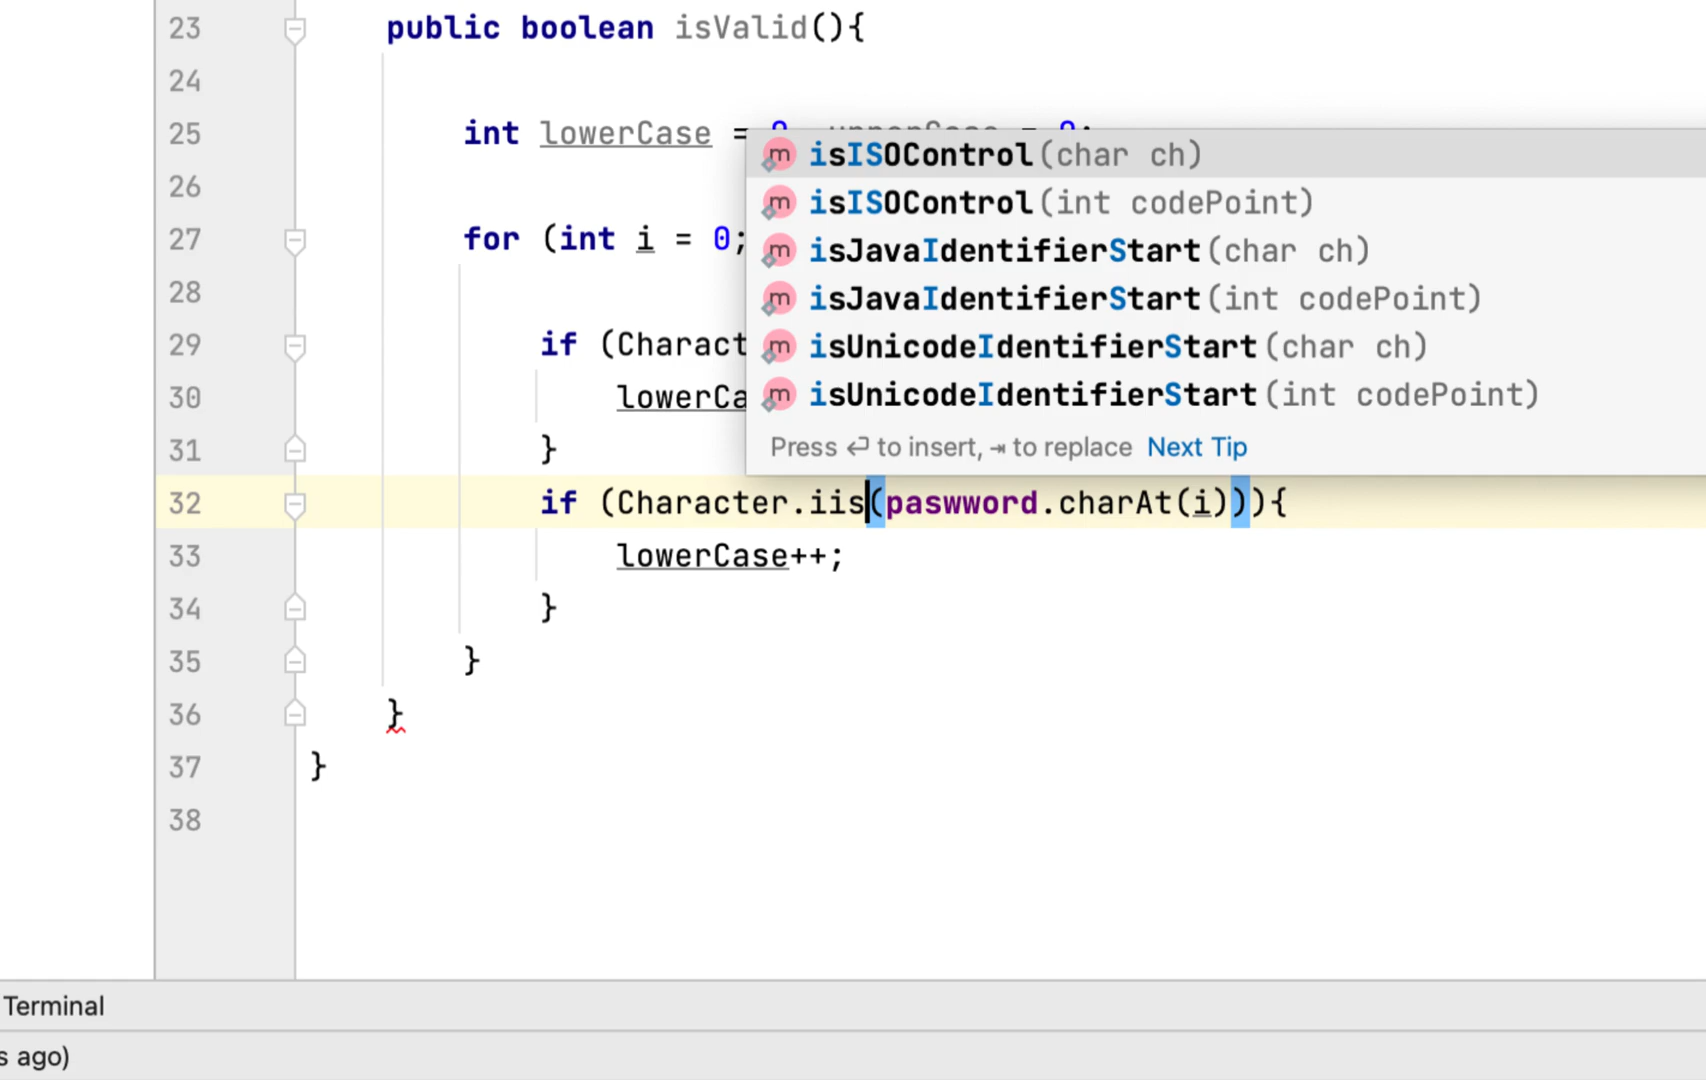 23 public boolean isValid(){
24
25 int lowerCase = 0, upperCase = 0;
26
27 for (int i = 0;
28
29 if (Charact
30 lowerCa
31 }
isISOControl(char ch)
isISOControl(int codePoint)
isJavaIdentifierStart(char ch)
isJavaIdentifierStart(int codePoint)
isUnicodeIdentifierStart(char ch)
isUnicodeIdentifierStart(int codePoint)
Press ⏎ to insert, ⇥ to replace Next Tip
32 if (Character.iis(paswword.charAt(i))){
33 lowerCase++;
34 }
35 }
36 }
37 }
38
Terminal
s ago)